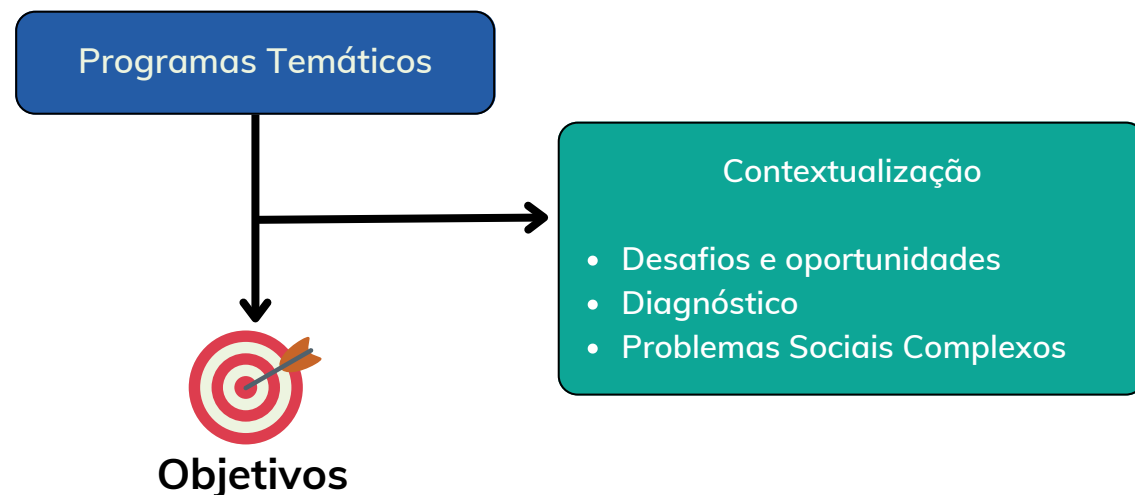 Programas Temáticos
Contextualização
• Desafios e oportunidades
• Diagnóstico
• Problemas Sociais Complexos
Objetivos